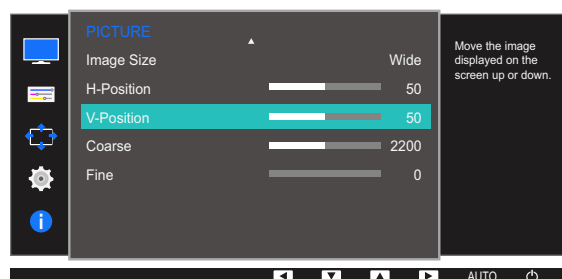 PICTURE
Image Size Wide
H-Position 50
V-Position 50
Coarse 2200
Fine 0
Move the image
displayed on the
screen up or down.
AUTO